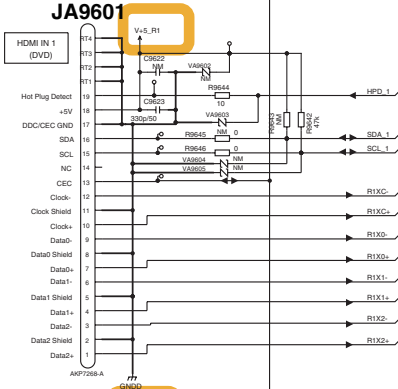 JA9601
HDMI IN 1
(DVD)
V+5_R1
RT4
RT3
RT2
RT1
C9622
NM
VA9602
NM
Hot Plug Detect 19
R9644
10
HPD_1
+5V 18
C9623
330p/50
VA9603
NM
DDC/CEC GND 17
R9643
NM
R9642
47k
SDA 16
R9645 NM 0
SDA_1
SCL 15
R9646 NM 0
SCL_1
NC 14
VA9604 NM
VA9605 NM
CEC 13
Clock- 12
R1XC-
Clock Shield 11
Clock+ 10
R1XC+
Data0- 9
R1X0-
Data0 Shield 8
Data0+ 7
R1X0+
Data1- 6
R1X1-
Data1 Shield 5
Data1+ 4
R1X1+
Data2- 3
R1X2-
Data2 Shield 2
Data2+ 1
R1X2+
AKP7268-A
GNDD